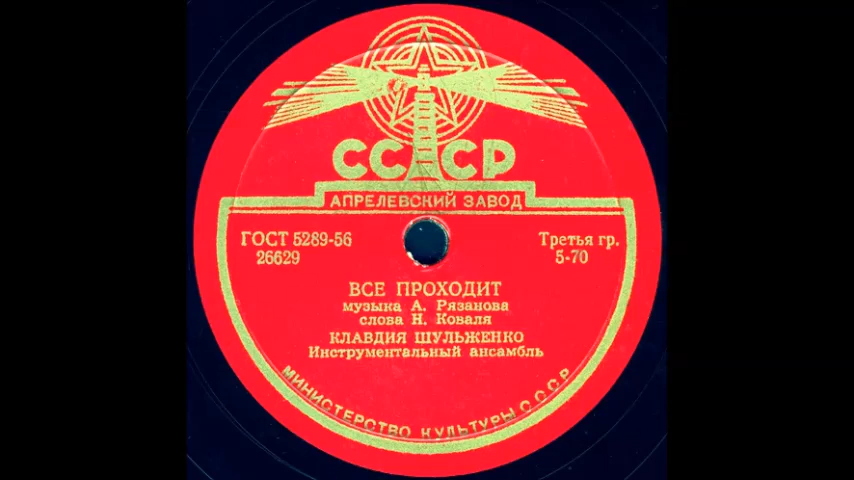 СССР
АПРЕЛЕВСКИЙ ЗАВОД
ГОСТ 5289-56
26629
Третья гр.
5-70
ВСЕ ПРОХОДИТ
музыка А. Рязанова
слова Н. Коваля
КЛАВДИЯ ШУЛЬЖЕНКО
Инструментальный ансамбль
МИНИСТЕРСТВО КУЛЬТУРЫ СССР